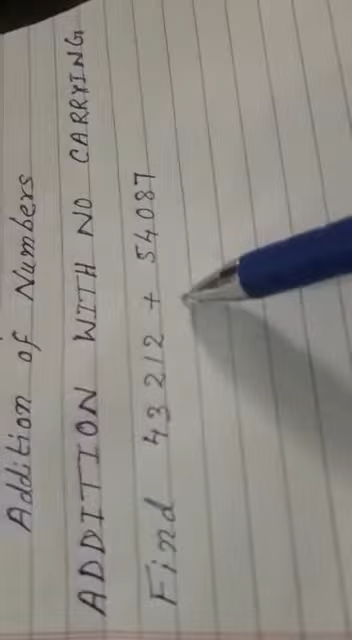 Addition of Numbers
ADDITION WITH NO CARRYING
Find 43212 + 54087